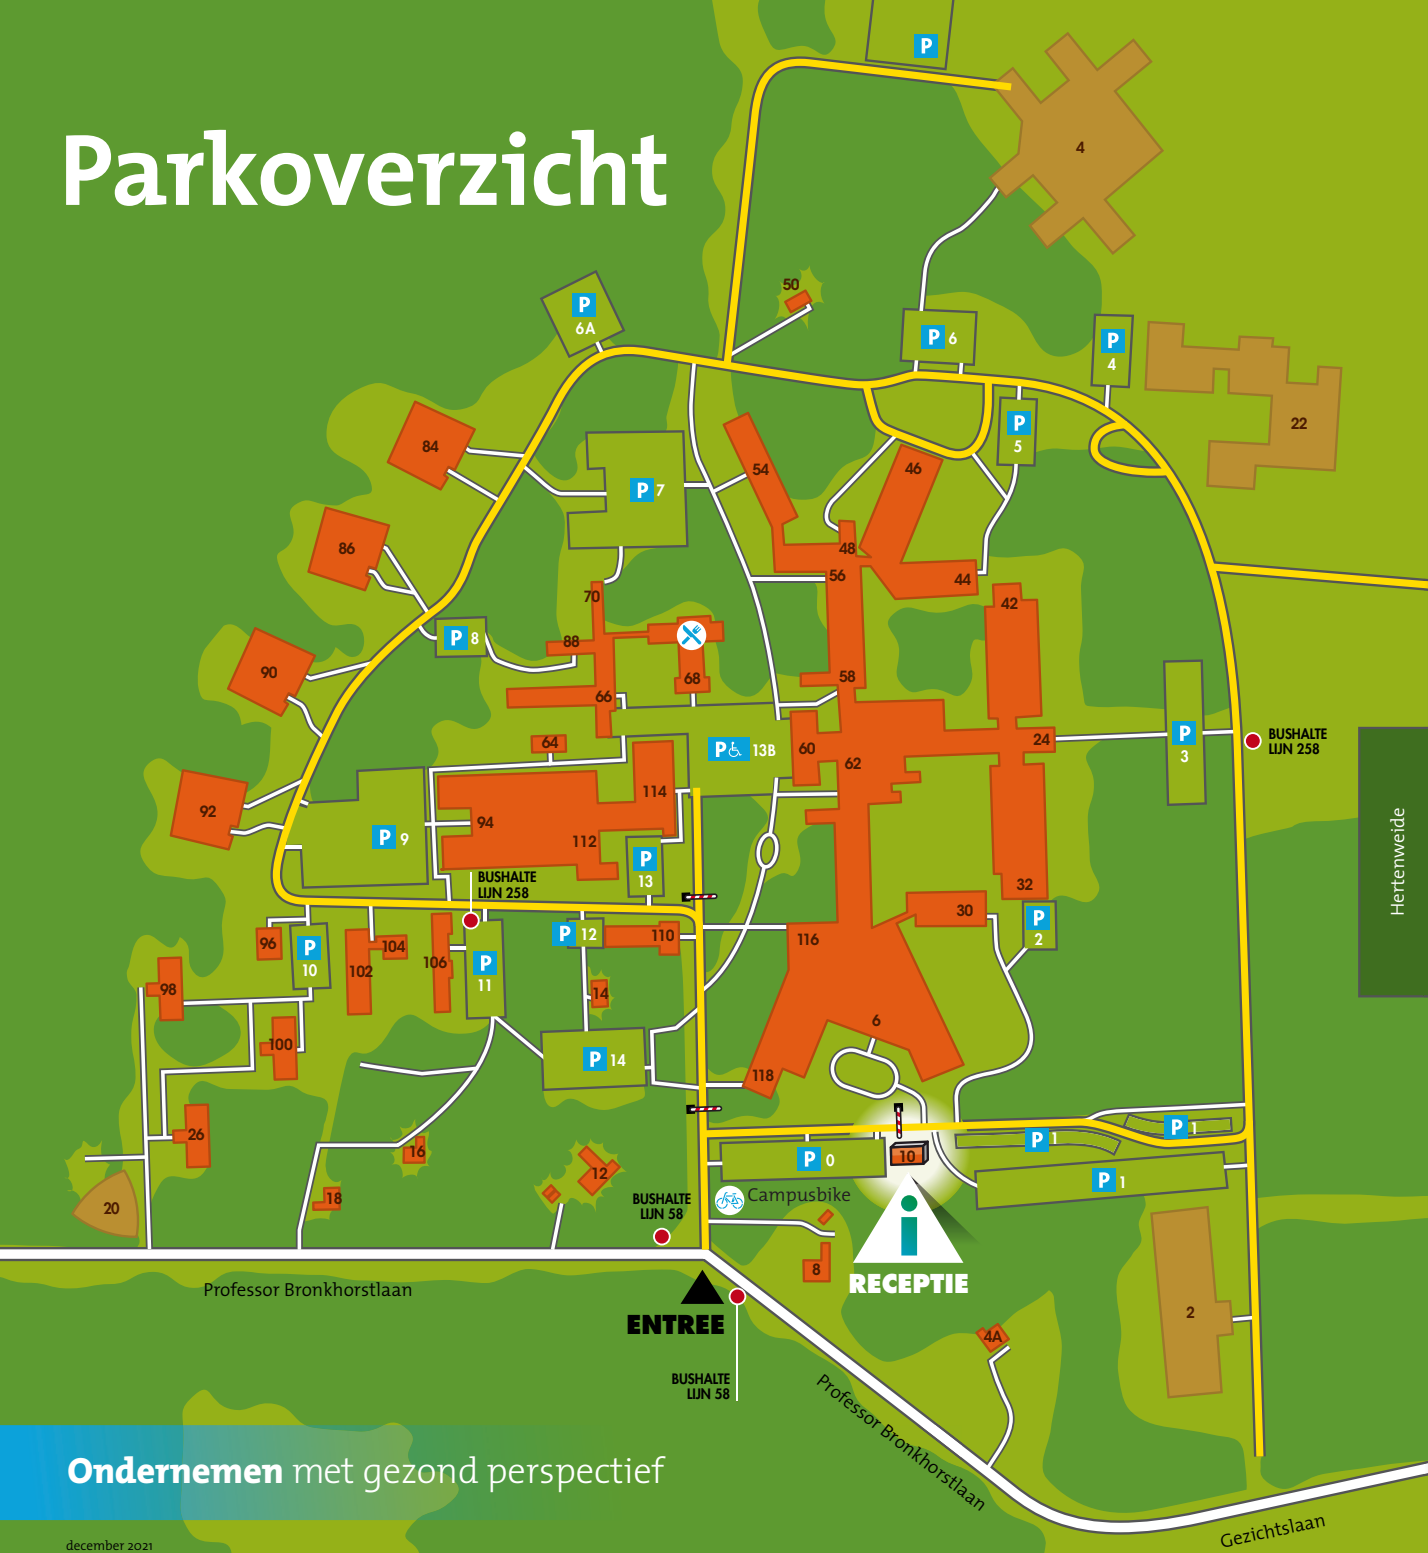 Parkoverzicht
P
4
50
P
6A
P 6
P
4
22
P
5
84
P 7
54
46
86
48
56
44
70
42
P 8
88
90
68
58
66
64
P 13B
60
24
62
P
3
BUSHALTE
LIJN 258
92
114
94
P 9
112
P
13
Hertenweide
BUSHALTE
LIJN 258
32
30
P
2
96
P
10
104
102
106
P
11
P 12
110
116
98
14
6
100
P 14
118
26
16
P 0
10
P 1
P 1
P 1
12
18
20
Campusbike
BUSHALTE
LIJN 58
8
RECEPTIE
Professor Bronkhorstlaan
ENTREE
2
4A
BUSHALTE
LIJN 58
Professor Bronkhorstlaan
Ondernemen met gezond perspectief
Gezichtslaan
december 2021